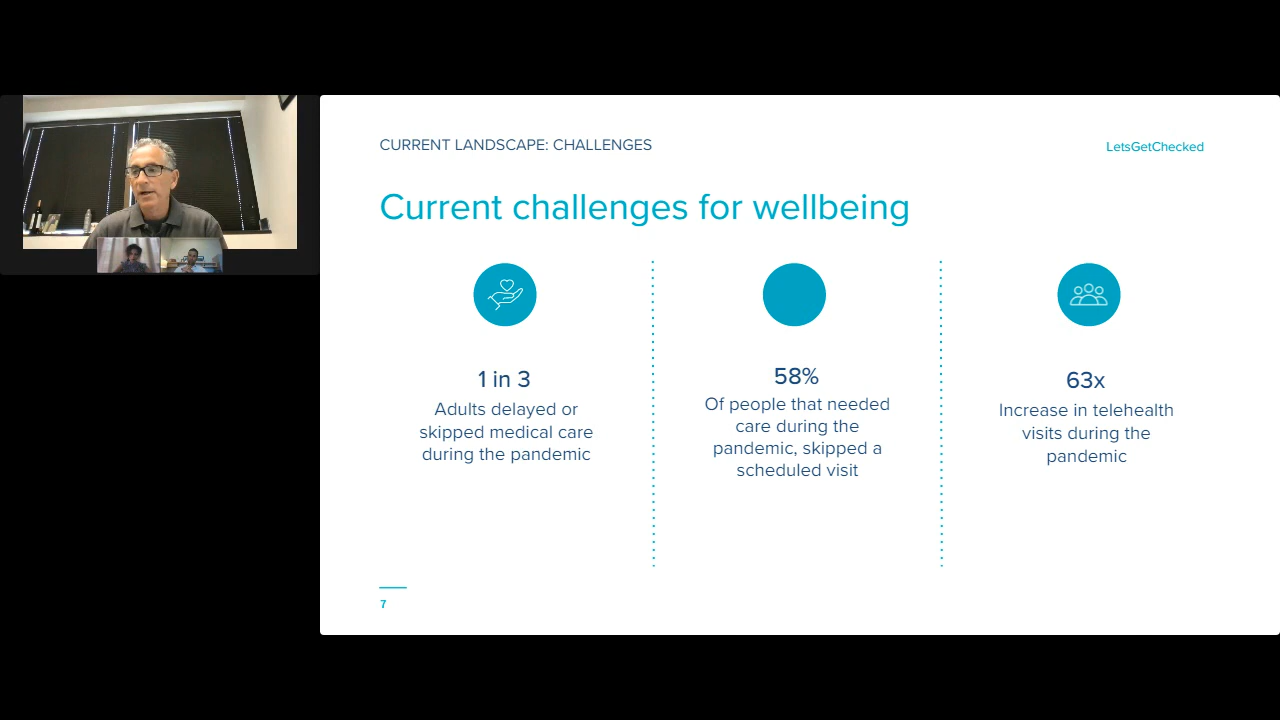 CURRENT LANDSCAPE: CHALLENGES
LetsGetChecked
Current challenges for wellbeing
1 in 3
Adults delayed or
skipped medical care
during the pandemic
58%
Of people that needed
care during the
pandemic, skipped a
scheduled visit
63x
Increase in telehealth
visits during the
pandemic
7